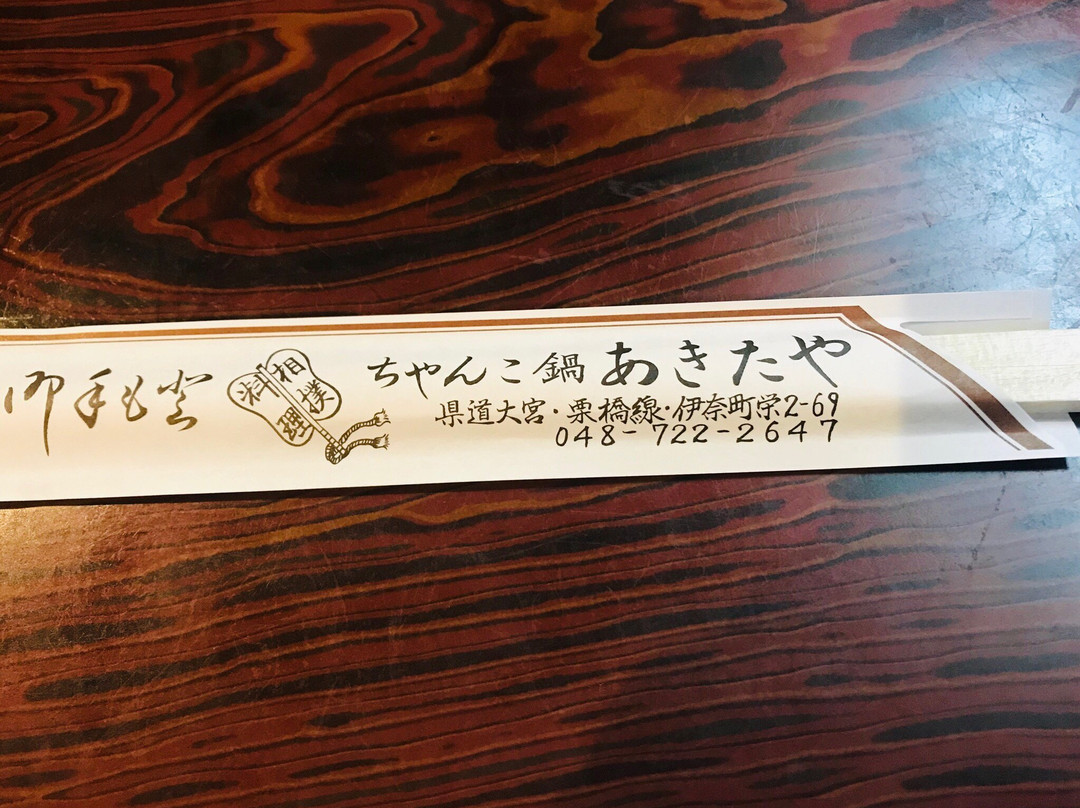 御手もと
相撲
料理
ちゃんこ鍋 あきたや
県道大宮・栗橋線・伊奈町栄2-69
048-722-2647